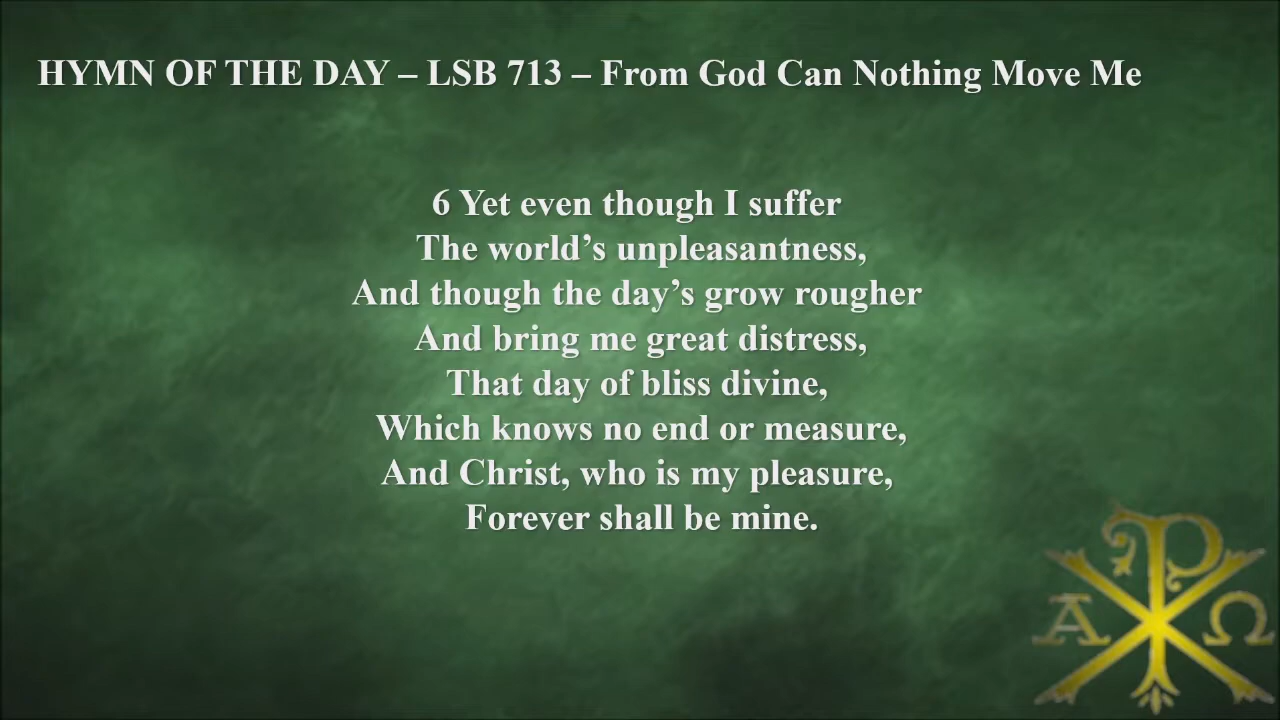 HYMN OF THE DAY – LSB 713 – From God Can Nothing Move Me
6 Yet even though I suffer
The world’s unpleasantness,
And though the day’s grow rougher
And bring me great distress,
That day of bliss divine,
Which knows no end or measure,
And Christ, who is my pleasure,
Forever shall be mine.
Α Ω